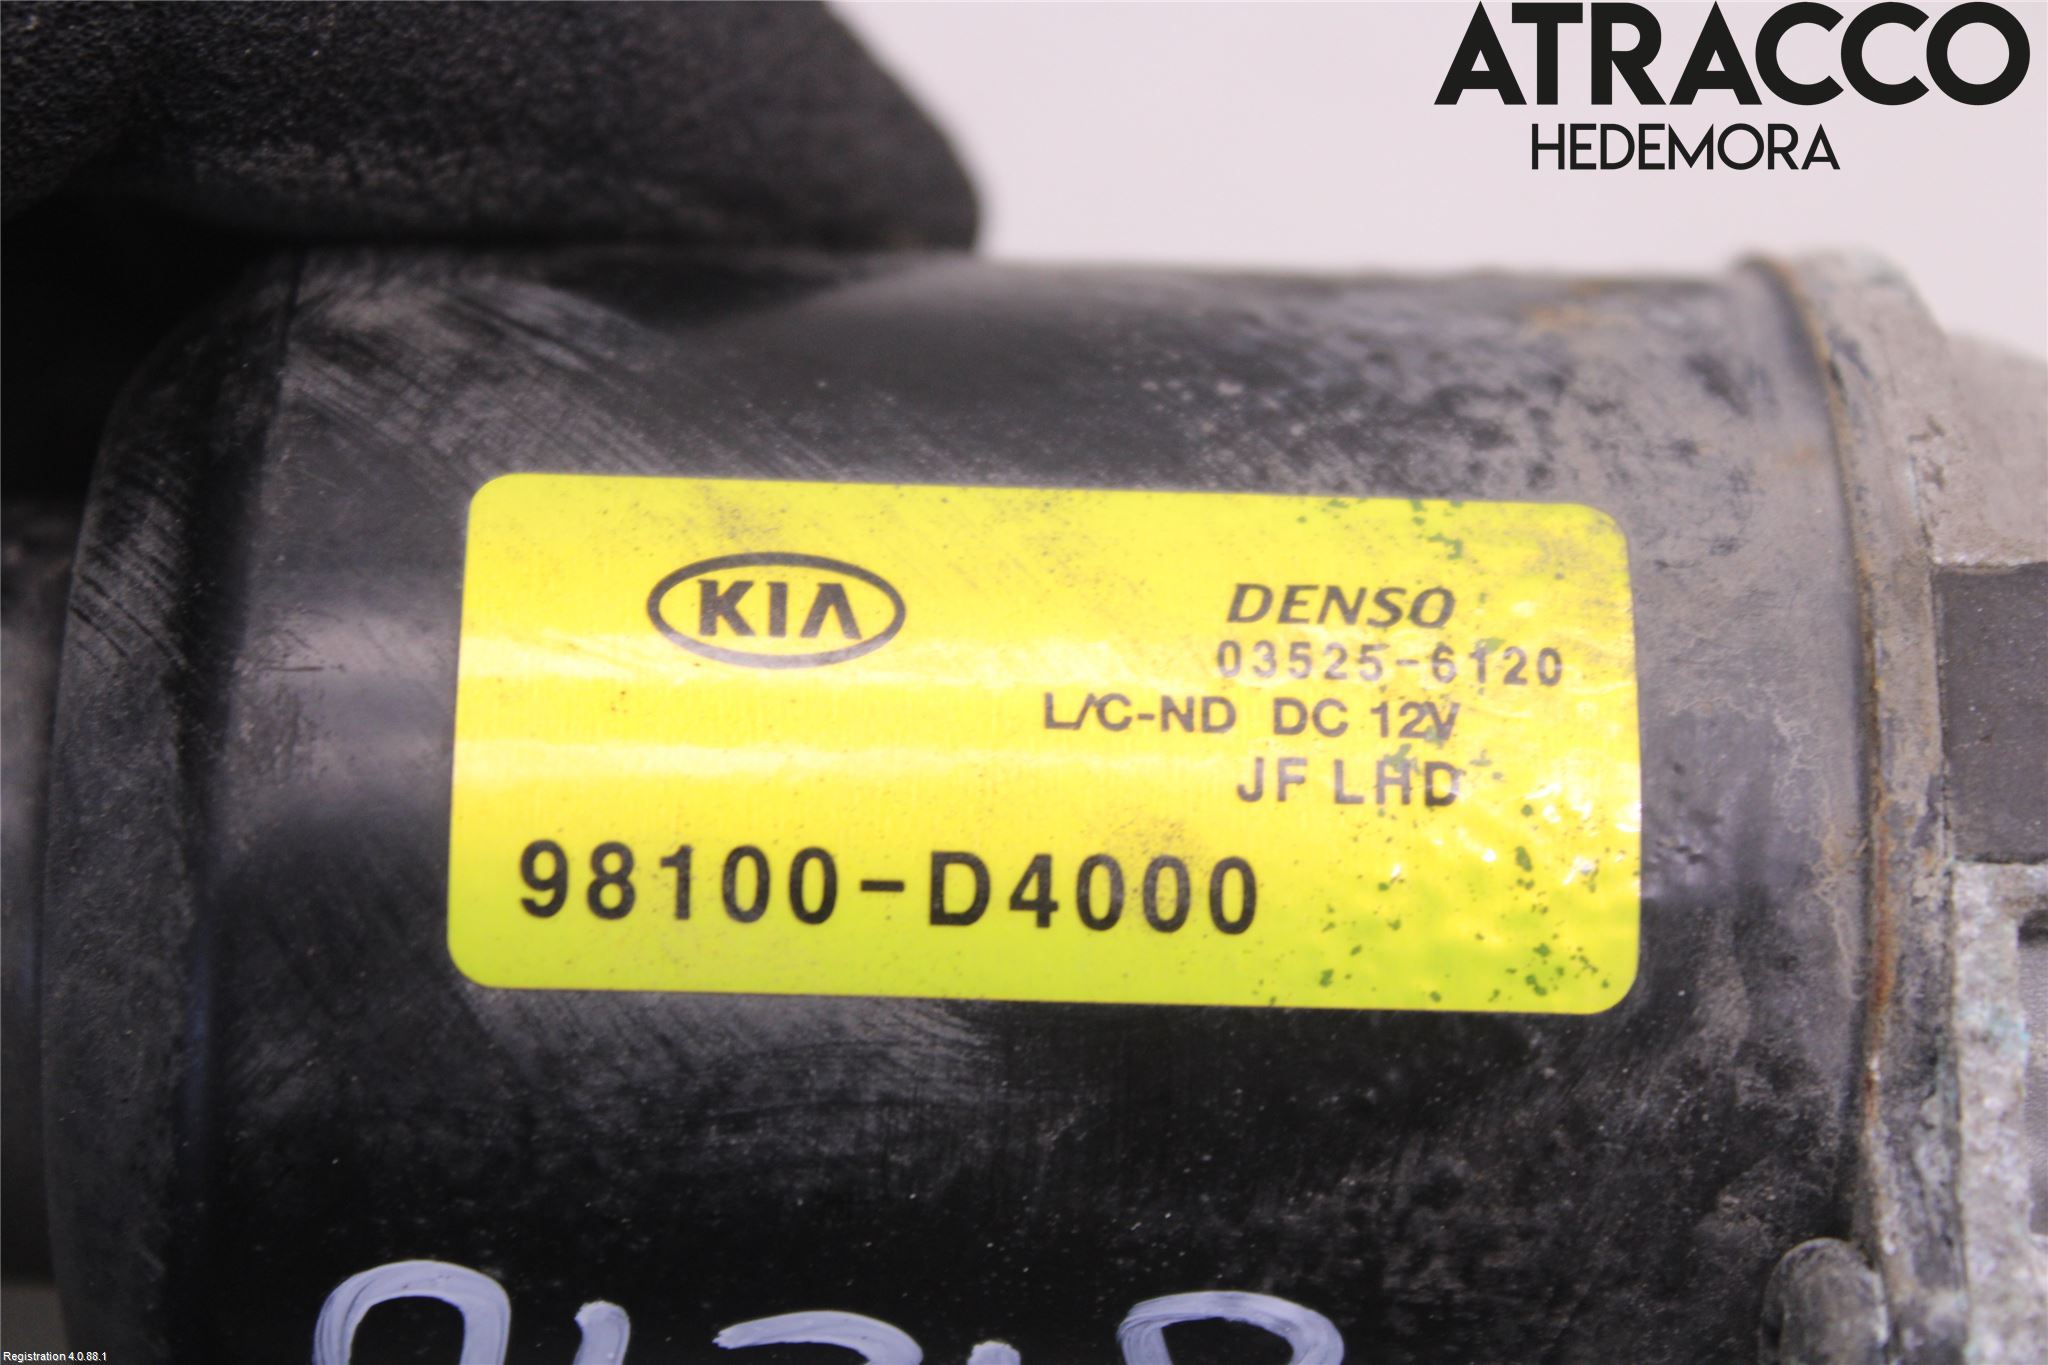 ATRACCO
HEDEMORA
KIA
DENSO
03525-6120
L/C-ND DC 12V
JF LHD
98100-D4000
Registration 4.0.88.1